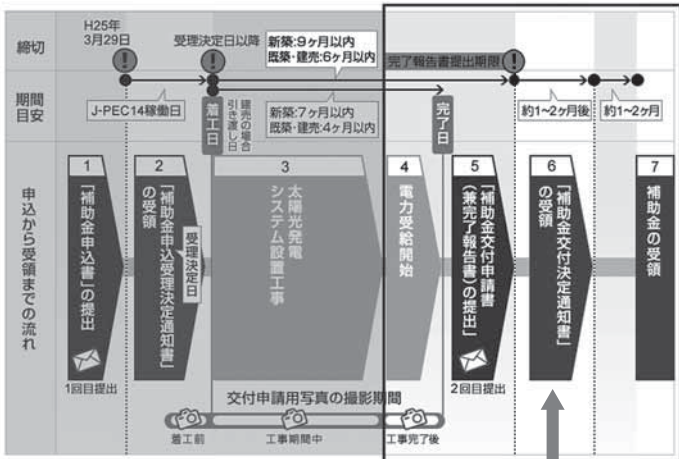 締切
H25年
3月29日
受理決定日以降
新築:9ヶ月以内
既築・建売:6ヶ月以内
完了報告書提出期限
期間
目安
J-PEC14稼働日
着工日
建売の場合
引き渡し日
新築:7ヶ月以内
既築・建売:4ヶ月以内
完了日
約1~2ヶ月後
約1~2ヶ月
申込から受領までの流れ
1
「補助金申込書」の提出
1回目提出
2
「補助金申込受理決定通知書」
の受領
受理決定日
3
太陽光発電
システム設置工事
4
電力受給開始
5
「補助金交付申請書
(兼完了報告書)の提出」
2回目提出
6
「補助金交付決定通知書」
の受領
7
補助金の受領
交付申請用写真の撮影期間
着工前
工事期間中
工事完了後